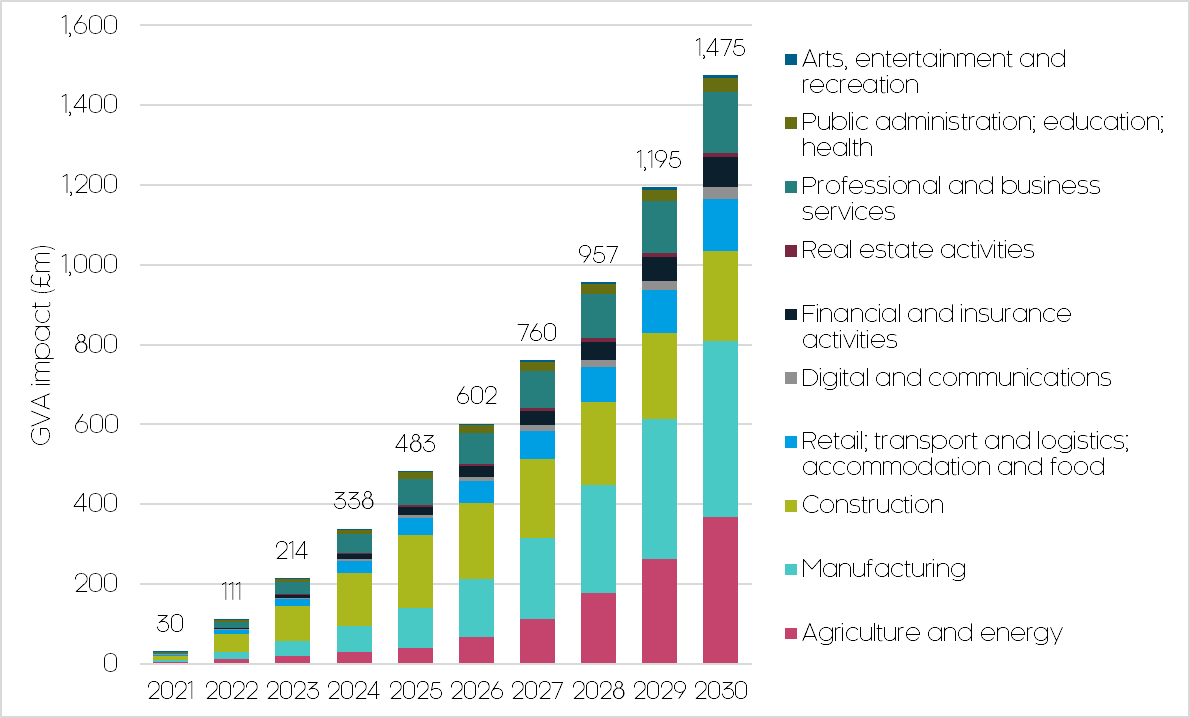 1,600
1,400
1,200
1,000
800
600
400
200
0
GVA impact (£m)
30
111
214
338
483
602
760
957
1,195
1,475
2021 2022 2023 2024 2025 2026 2027 2028 2029 2030
Arts, entertainment and
recreation
Public administration; education;
health
Professional and business
services
Real estate activities
Financial and insurance
activities
Digital and communications
Retail; transport and logistics;
accommodation and food
Construction
Manufacturing
Agriculture and energy